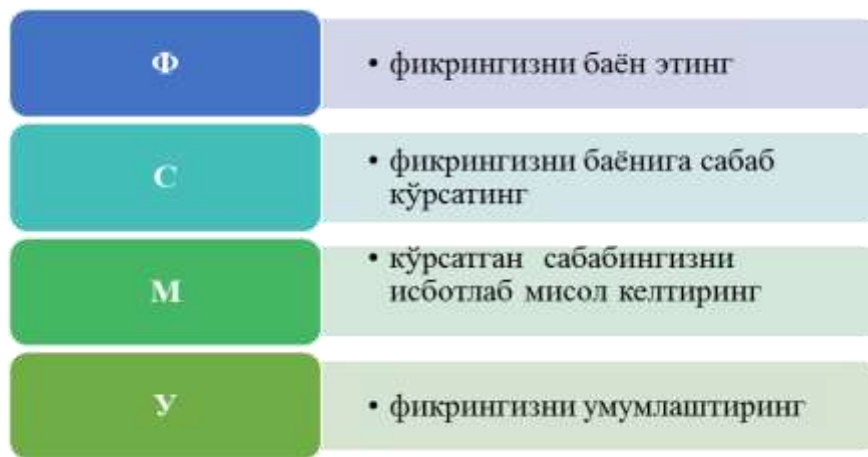 Ф
• фикрингизни баён этинг
С
• фикрингизни баёнига сабаб
кўрсатинг
М
• кўрсатган сабабингизни
исботлаб мисол келтиринг
У
• фикрингизни умумлаштиринг